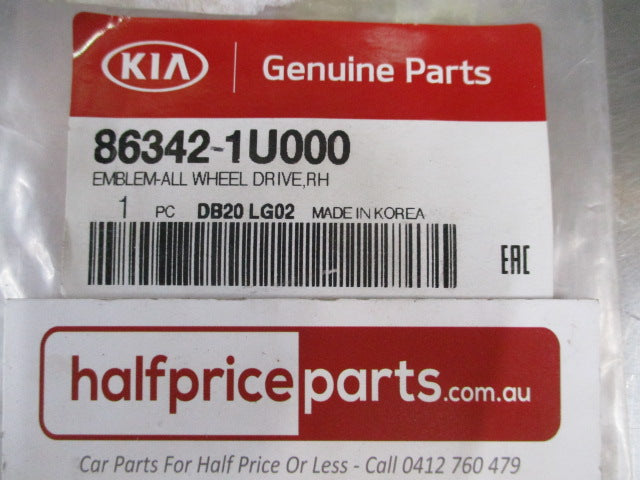 KIA Genuine Parts
86342-1U000
EMBLEM-ALL WHEEL DRIVE,RH
1 PC DB20 LG02 MADE IN KOREA
EAC
halfpriceparts.com.au
Car Parts For Half Price Or Less - Call 0412 760 479